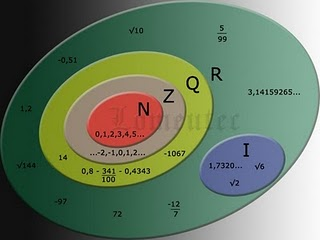 √10
5/99
-0,51
R
Q
Z
N
3,14159265...
1,2
0,1,2,3,4,5...
Lomentec
...-2,-1,0,1,2...
I
√144
14
-1067
1,7320... √6
0,8 - 341/100 - 0,4343
√2
-97
72
-12/7